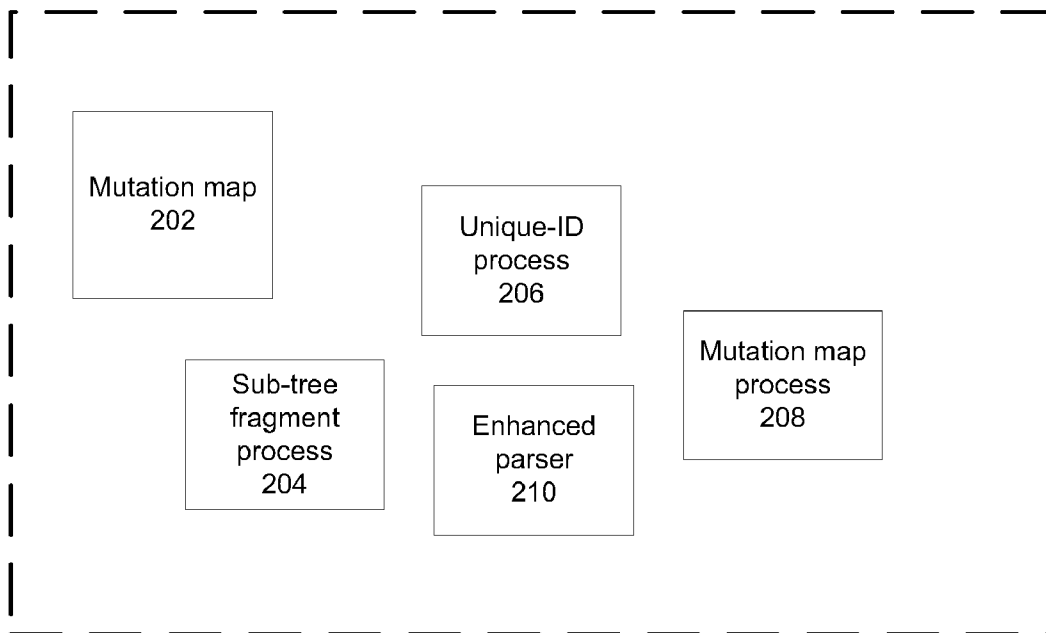 Mutation map
202
Unique-ID
process
206
Mutation map
process
208
Sub-tree
fragment
process
204
Enhanced
parser
210